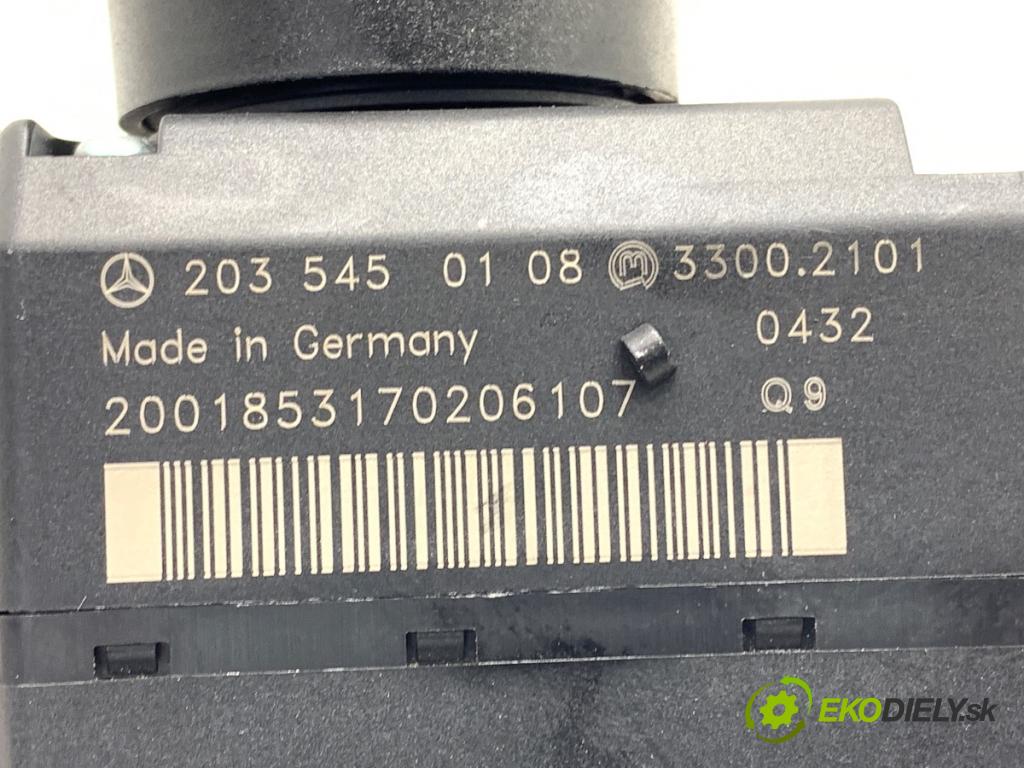 203 545 01 08 M 3300.2101
Made in Germany 0432
2001853170206107 Q9
EKODIELY.sk